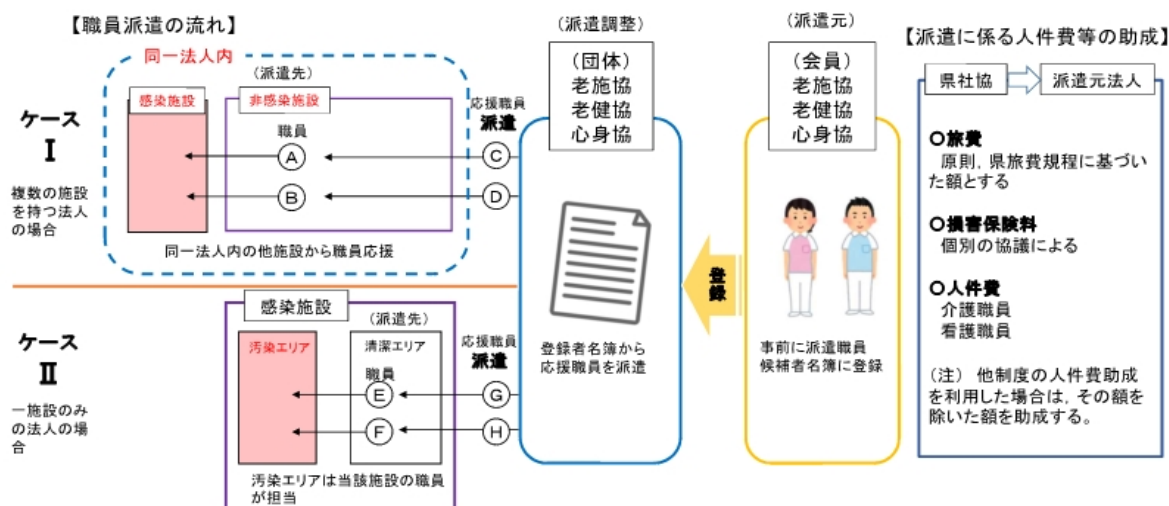 【職員派遣の流れ】
同一法人内
(派遣先)
感染施設
非感染施設
応援職員
派遣
職員
A
B
C
D
ケース
Ⅰ
複数の施設
を持つ法人
の場合
同一法人内の他施設から職員応援
ケース
Ⅱ
一施設のみ
の法人の場
合
感染施設
(派遣先)
汚染エリア
清潔エリア
応援職員
派遣
職員
E
F
G
H
汚染エリアは当該施設の職員
が担当
(派遣調整)
(団体)
老施協
老健協
心身協
登録者名簿から
応援職員を派遣
登録
(派遣元)
(会員)
老施協
老健協
心身協
事前に派遣職員
候補者名簿に登録
【派遣に係る人件費等の助成】
県社協
派遣元法人
○旅費
原則，県旅費規程に基づい
た額とする
○損害保険料
個別の協議による
○人件費
介護職員
看護職員
(注) 他制度の人件費助成
を利用した場合は，その額を
除いた額を助成する。